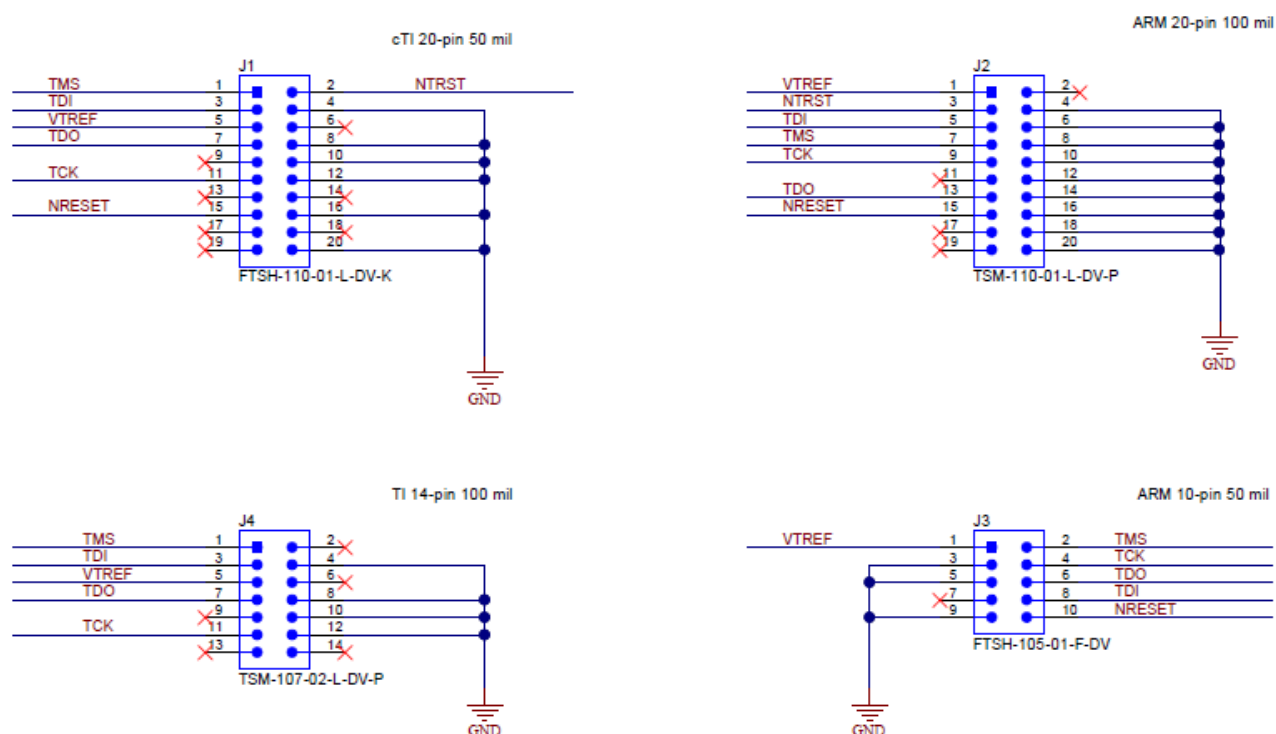 cTI 20-pin 50 mil
J1
TMS 1 2 NTRST
TDI 3 4
VTREF 5 6
TDO 7 8
9 10
TCK 11 12
13 14
NRESET 15 16
17 18
19 20
FTSH-110-01-L-DV-K
GND
ARM 20-pin 100 mil
J2
VTREF 1 2
NTRST 3 4
TDI 5 6
TMS 7 8
TCK 9 10
11 12
TDO 13 14
NRESET 15 16
17 18
19 20
TSM-110-01-L-DV-P
GND
TI 14-pin 100 mil
J4
TMS 1 2
TDI 3 4
VTREF 5 6
TDO 7 8
9 10
TCK 11 12
13 14
TSM-107-02-L-DV-P
GND
ARM 10-pin 50 mil
J3
VTREF 1 2 TMS
3 4 TCK
5 6 TDO
7 8 TDI
9 10 NRESET
FTSH-105-01-F-DV
GND